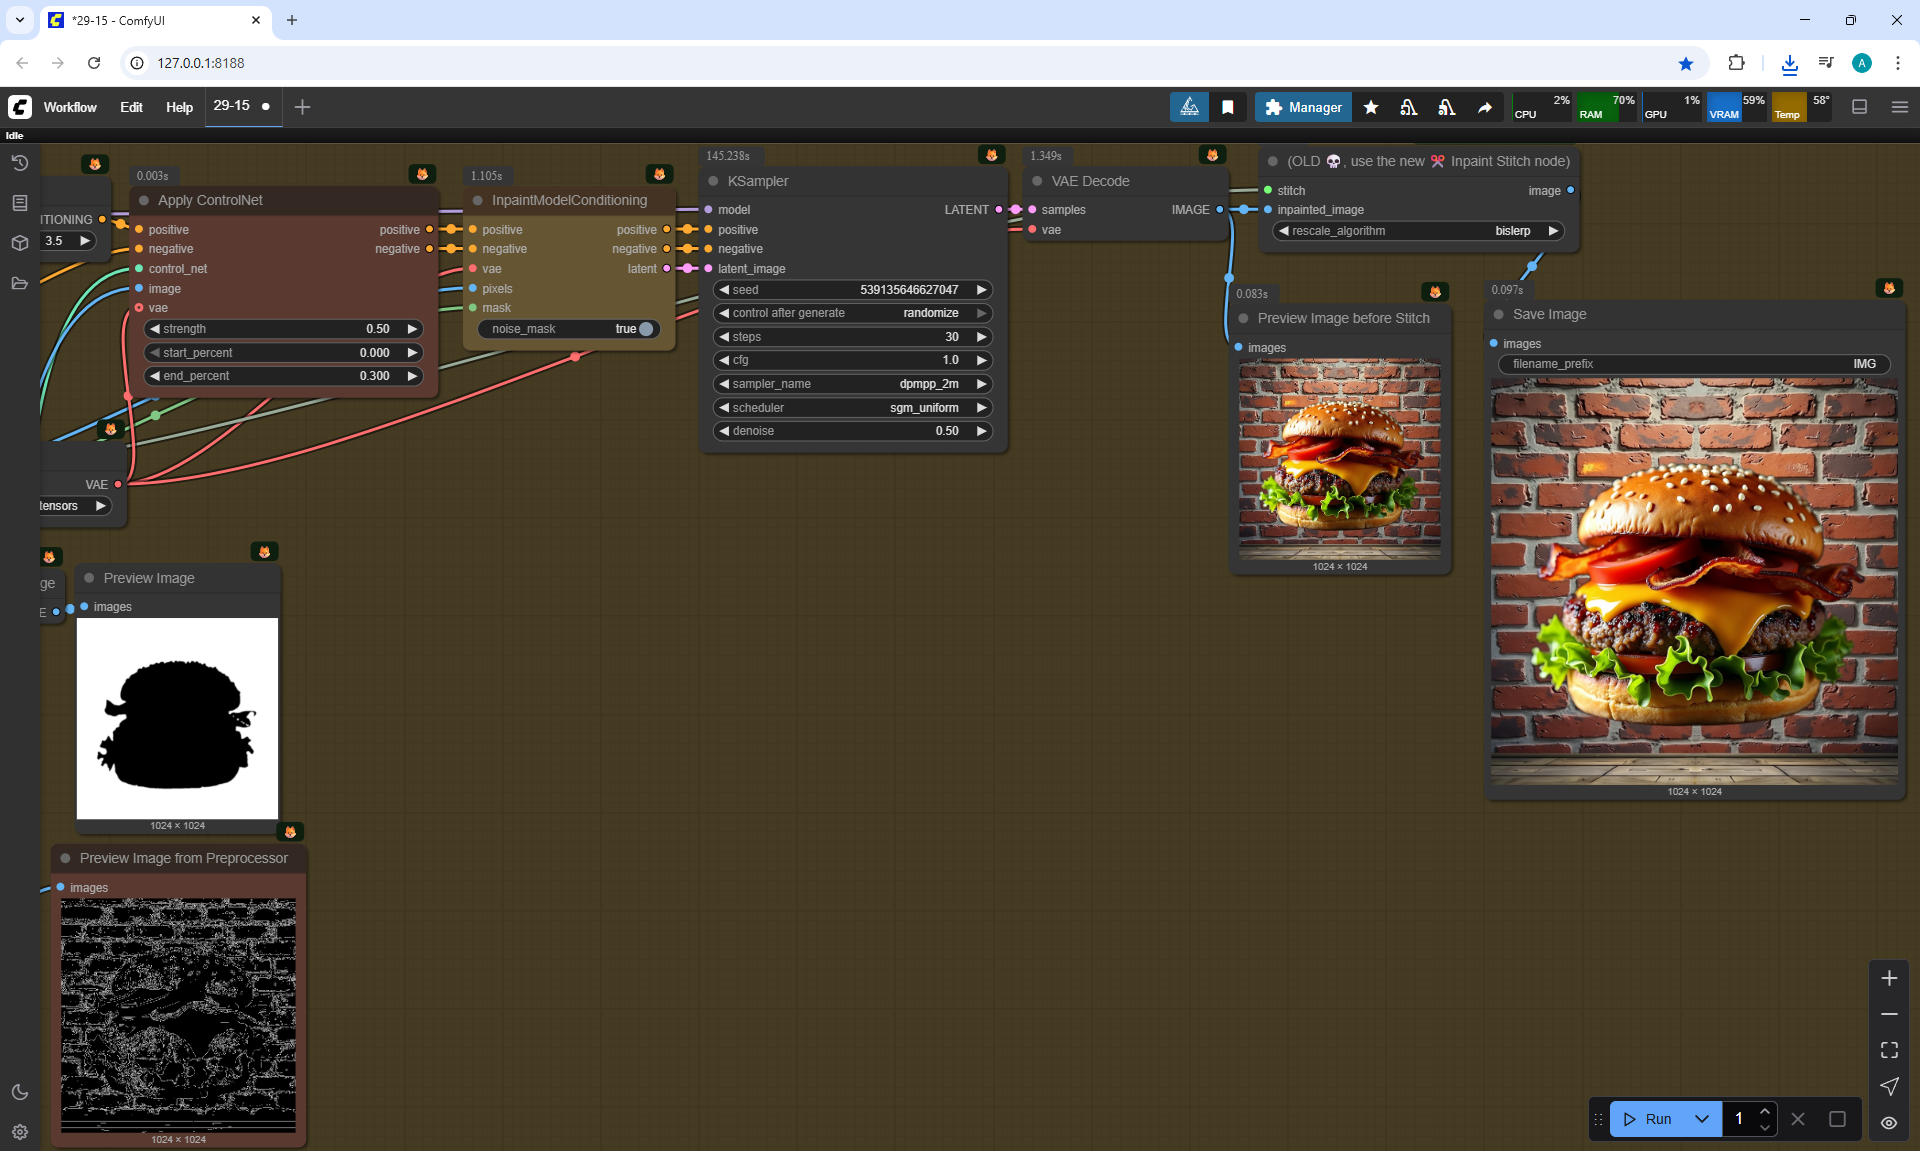 *29-15 - ComfyUI
127.0.0.1:8188
Workflow
Edit
Help
29-15
Manager
CPU
2%
RAM
70%
GPU
1%
VRAM
59%
Temp
58°
Idle
ITIONING
3.5
0.003s
Apply ControlNet
positive
positive
negative
negative
control_net
image
vae
strength
0.50
start_percent
0.000
end_percent
0.300
1.105s
InpaintModelConditioning
positive
positive
negative
negative
vae
latent
pixels
mask
noise_mask
true
145.238s
KSampler
model
LATENT
positive
negative
latent_image
seed
539135646627047
control after generate
randomize
steps
30
cfg
1.0
sampler_name
dpmpp_2m
scheduler
sgm_uniform
denoise
0.50
1.349s
VAE Decode
samples
IMAGE
vae
(OLD 💀, use the new ✂️ Inpaint Stitch node)
stitch
image
inpainted_image
rescale_algorithm
bislerp
0.083s
Preview Image before Stitch
images
1024 × 1024
0.097s
Save Image
images
filename_prefix
IMG
1024 × 1024
VAE
tensors
ge
E
Preview Image
images
1024 × 1024
Preview Image from Preprocessor
images
1024 × 1024
Run
1
A